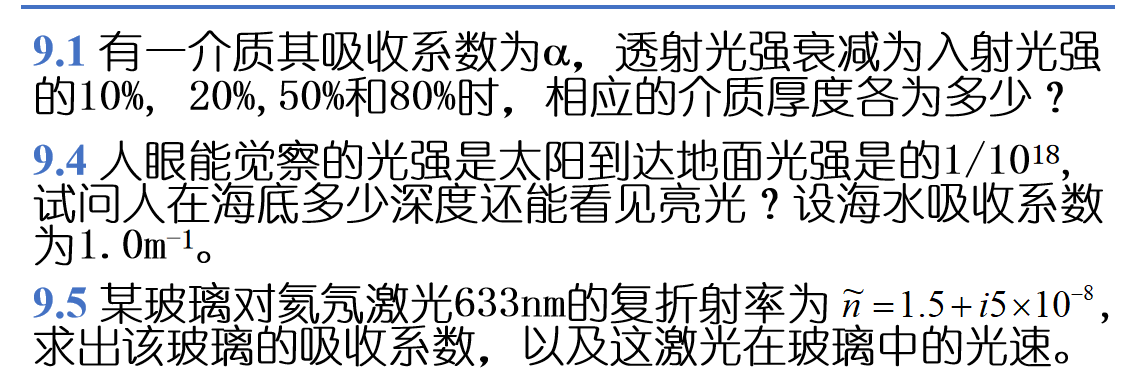 9.1 有一介质其吸收系数为α，透射光强衰减为入射光强
的10%, 20%,50%和80%时，相应的介质厚度各为多少？
9.4 人眼能觉察的光强是太阳到达地面光强是的1/10¹⁸,
试问人在海底多少深度还能看见亮光？设海水吸收系数
为1.0m⁻¹。
9.5 某玻璃对氦氖激光633nm的复折射率为 ñ = 1.5 + i5×10⁻⁸,
求出该玻璃的吸收系数，以及这激光在玻璃中的光速。